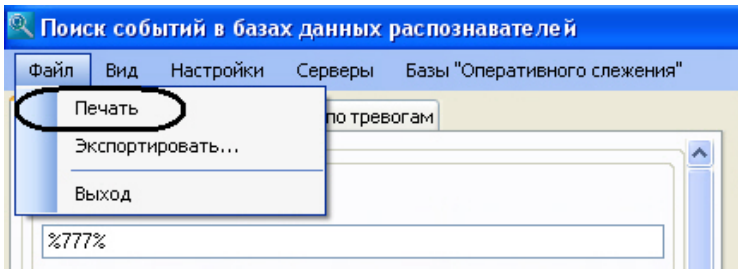 Поиск событий в базах данных распознавателей
Файл Вид Настройки Серверы Базы "Оперативного слежения"
Печать
по тревогам
Экспортировать...
Выход
%777%